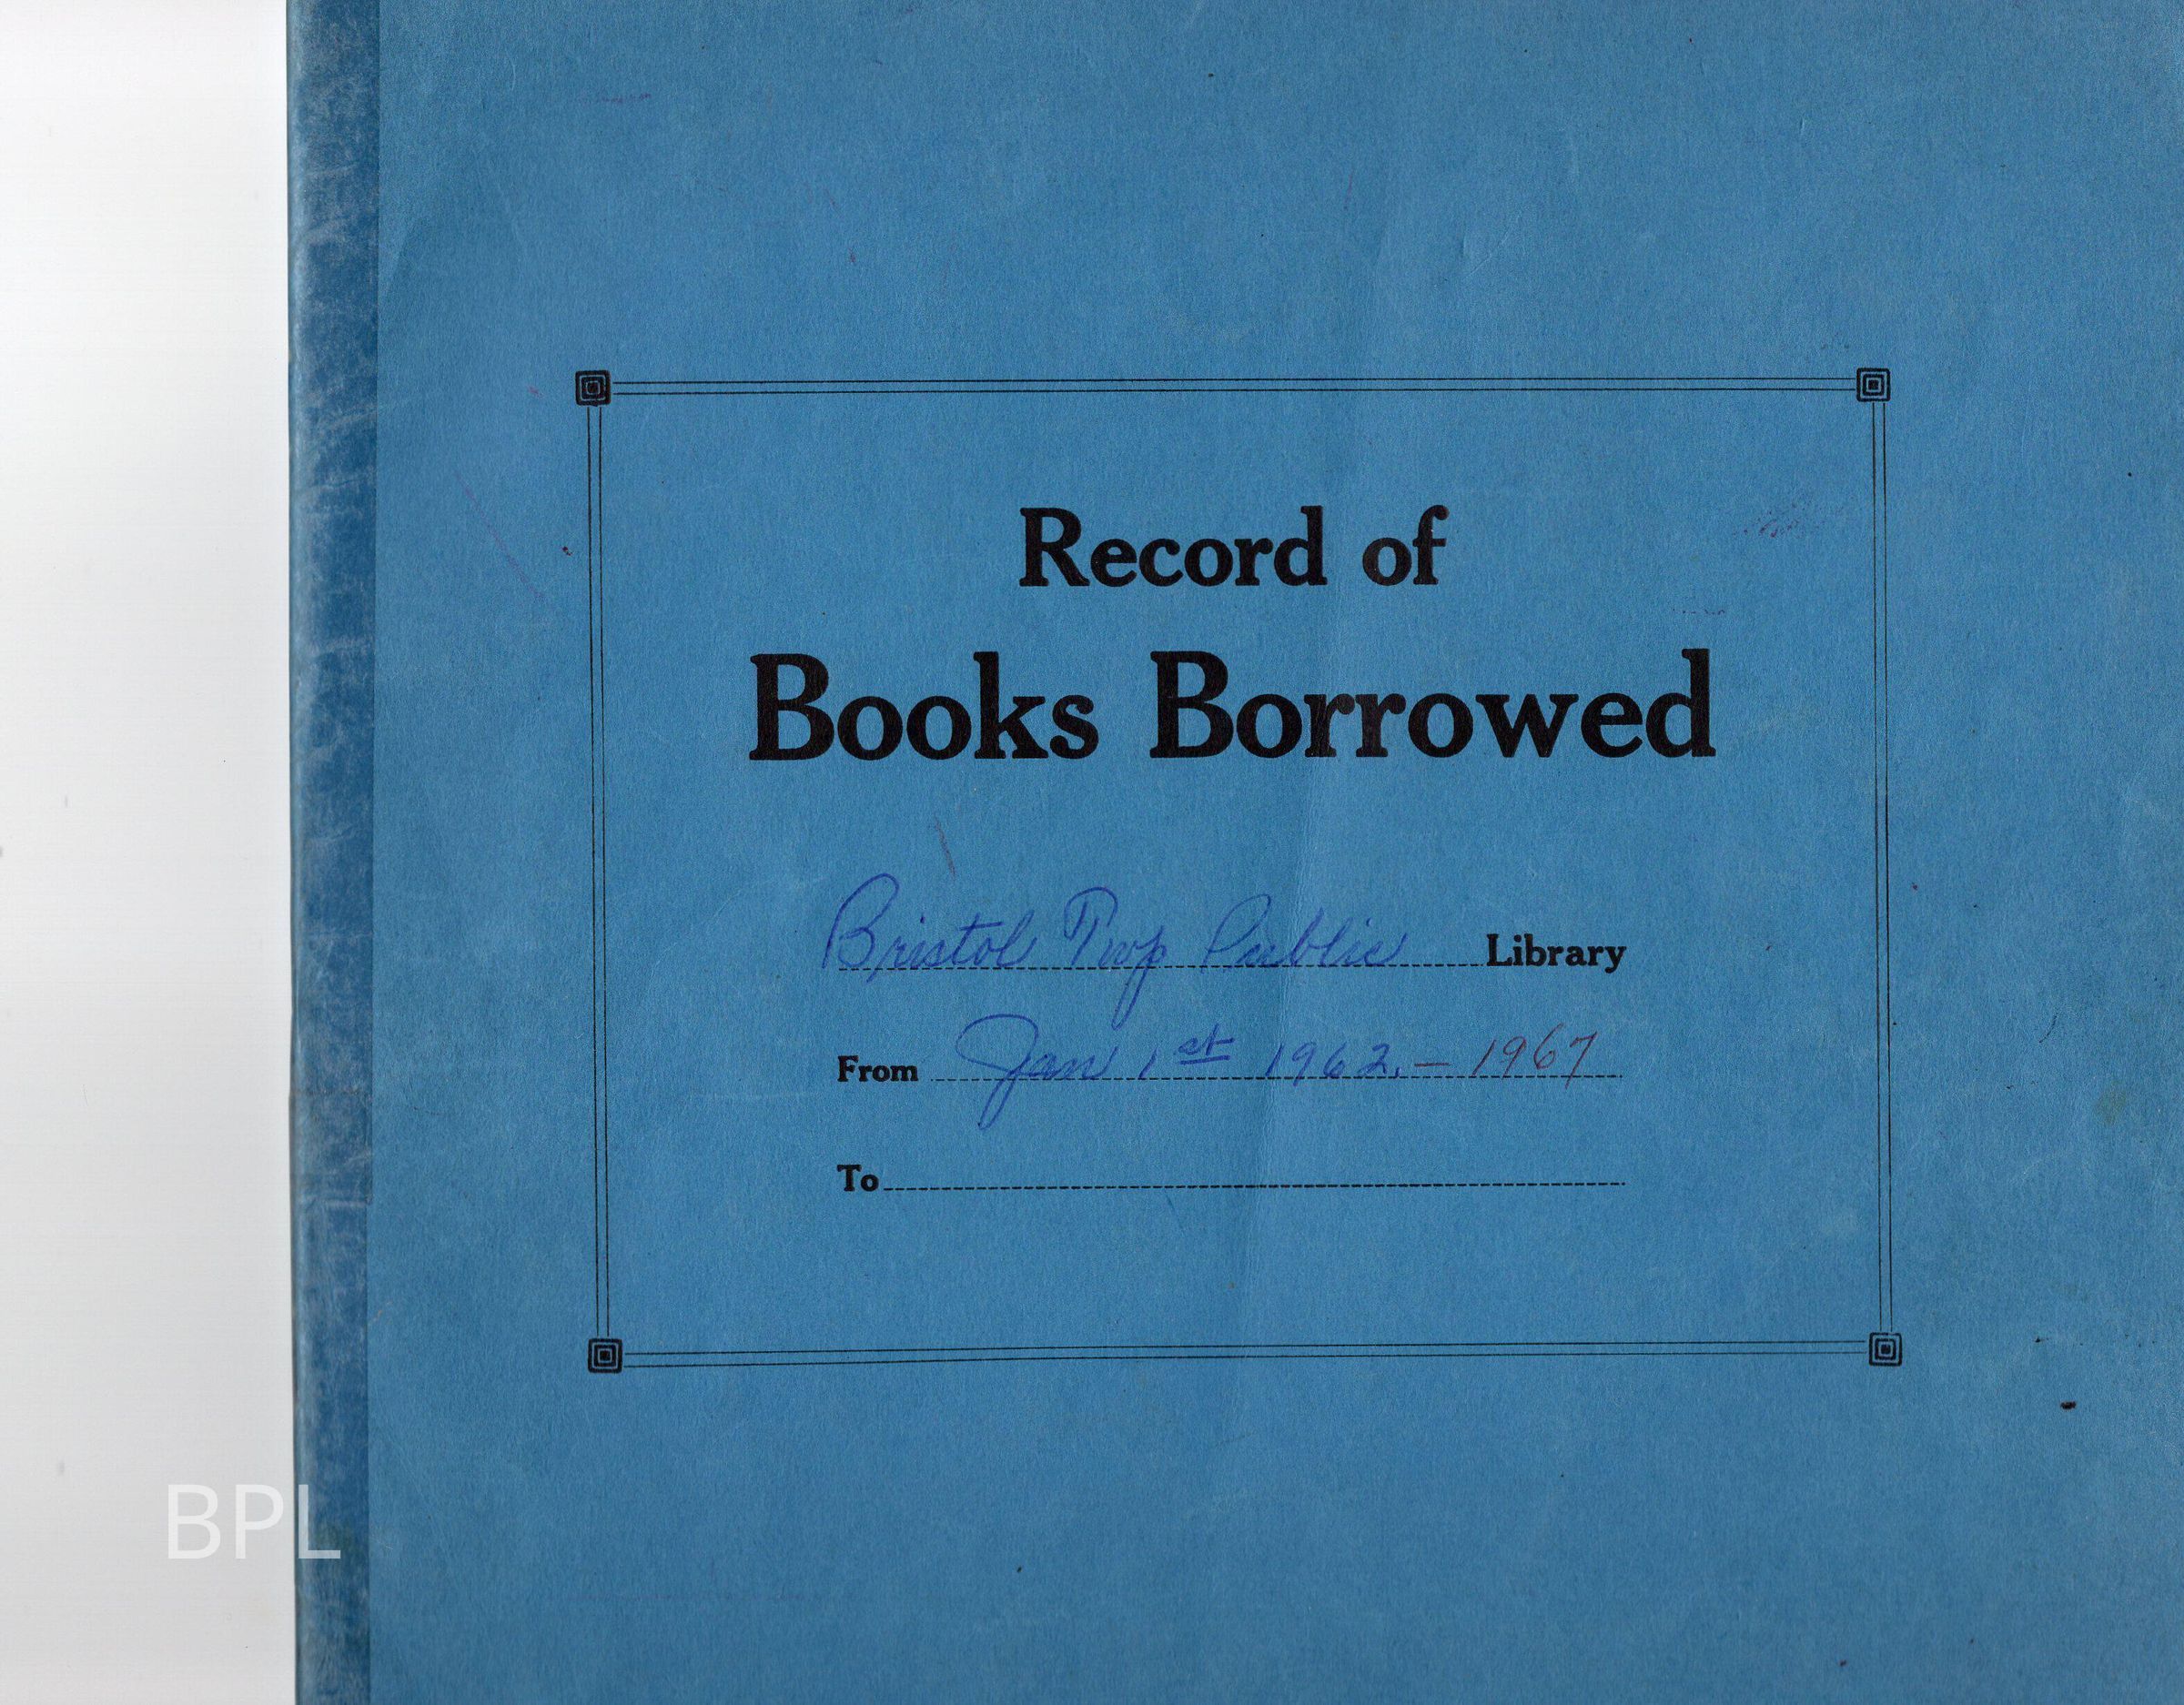 Record of
Books Borrowed
Bristol Twp Public Library
From Jan 1st 1962. – 1967
To
BPL